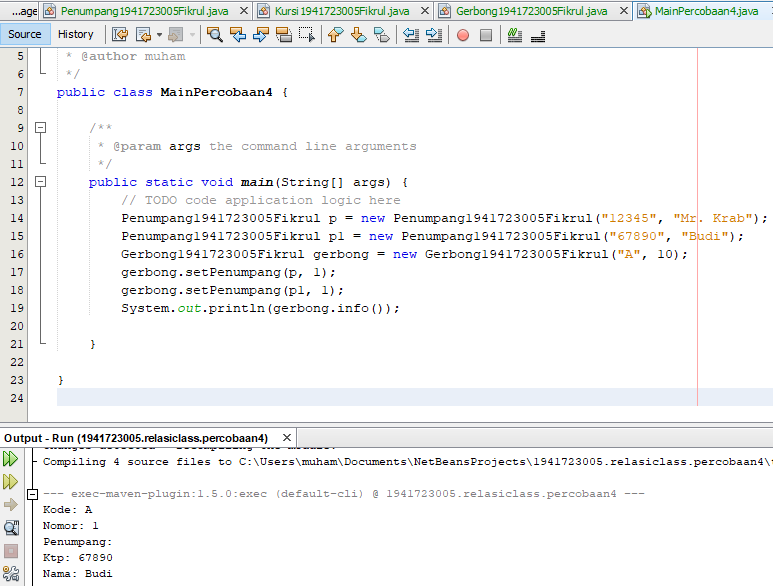 ...age Penumpang1941723005Fikrul.java Kursi1941723005Fikrul.java Gerbong1941723005Fikrul.java MainPercobaan4.java
Source History
5 * @author muham
6 */
7 public class MainPercobaan4 {
8
9 /**
10 * @param args the command line arguments
11 */
12 public static void main(String[] args) {
13 // TODO code application logic here
14 Penumpang1941723005Fikrul p = new Penumpang1941723005Fikrul("12345", "Mr. Krab");
15 Penumpang1941723005Fikrul p1 = new Penumpang1941723005Fikrul("67890", "Budi");
16 Gerbong1941723005Fikrul gerbong = new Gerbong1941723005Fikrul("A", 10);
17 gerbong.setPenumpang(p, 1);
18 gerbong.setPenumpang(p1, 1);
19 System.out.println(gerbong.info());
20
21 }
22
23 }
24
Output - Run (1941723005.relasiclass.percobaan4)
Compiling 4 source files to C:\Users\muham\Documents\NetBeansProjects\1941723005.relasiclass.percobaan4\
--- exec-maven-plugin:1.5.0:exec (default-cli) @ 1941723005.relasiclass.percobaan4 ---
Kode: A
Nomor: 1
Penumpang:
Ktp: 67890
Nama: Budi